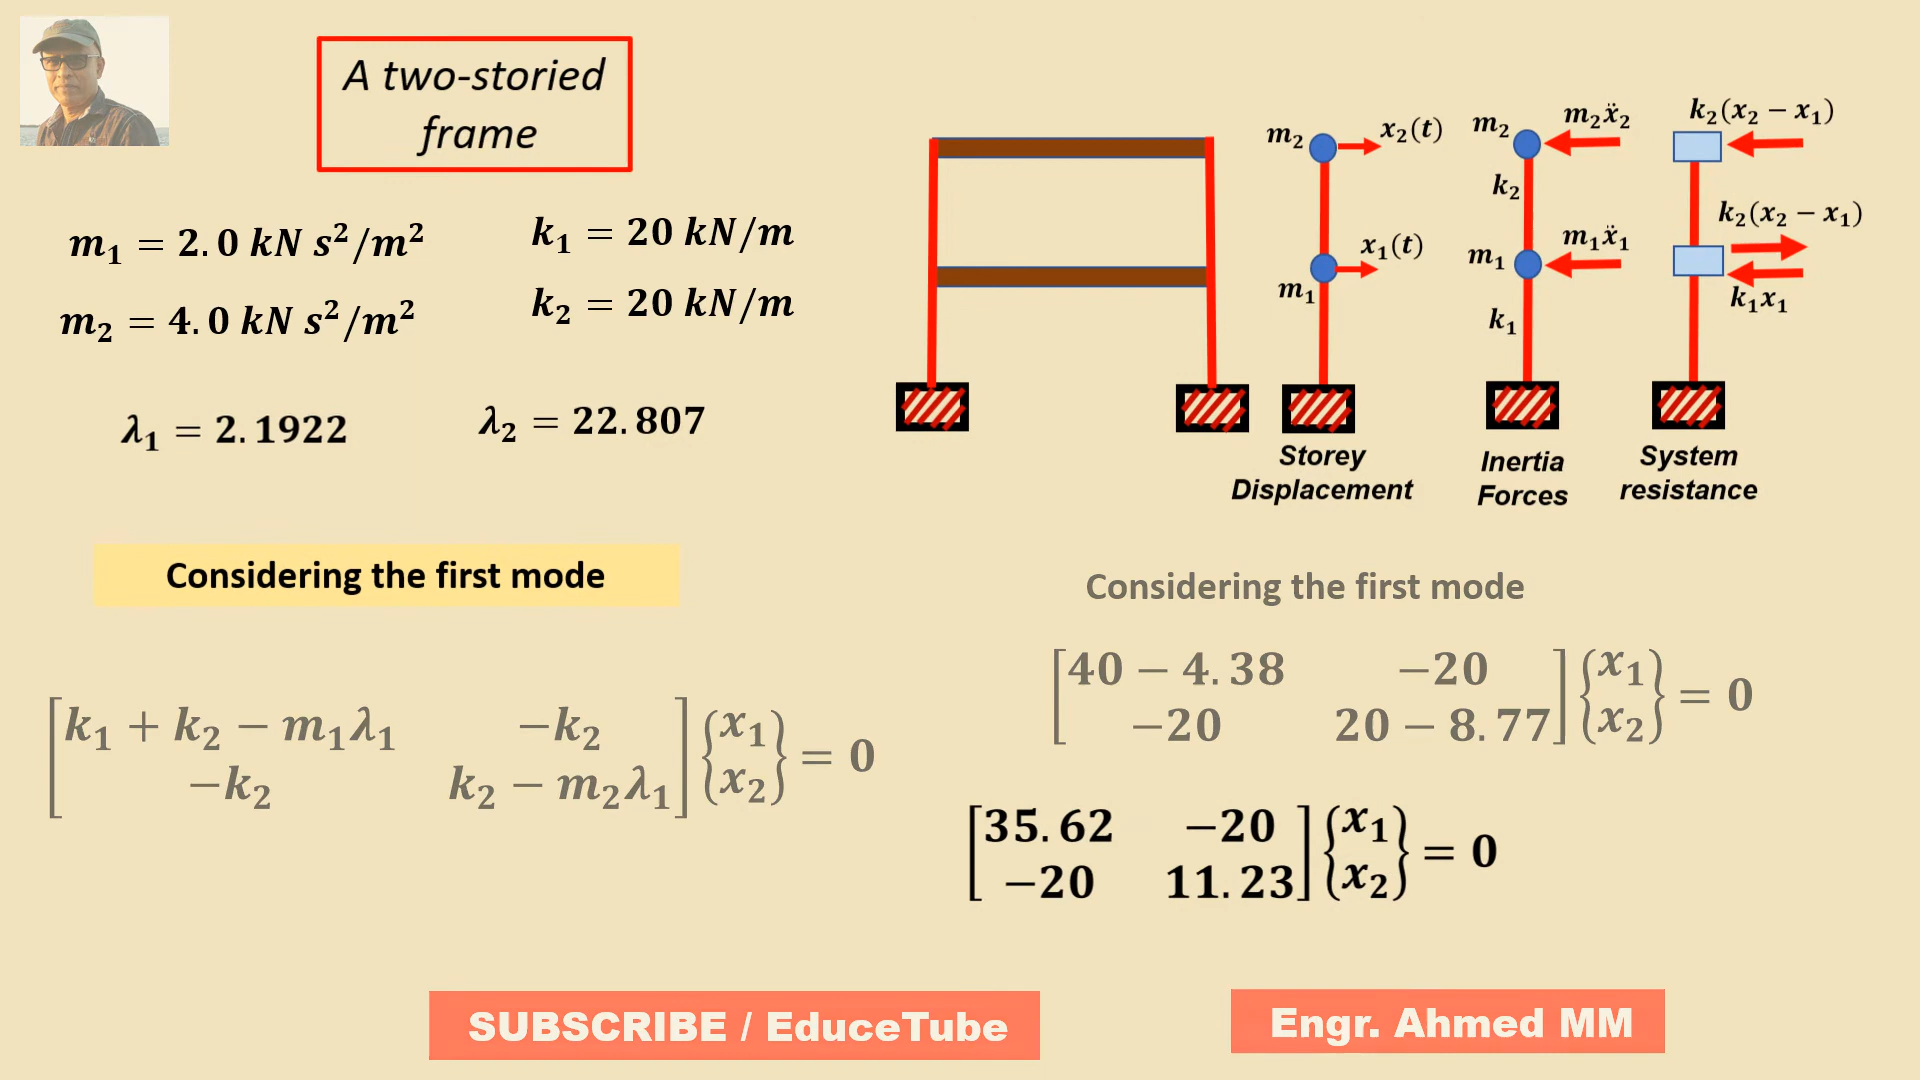 A two-storied
frame
m₁ = 2.0 kN s²/m²
k₁ = 20 kN/m
m₂ = 4.0 kN s²/m²
k₂ = 20 kN/m
λ₁ = 2.1922
λ₂ = 22.807
m₂
x₂(t)
x₁(t)
m₁
Storey
Displacement
m₂
m₂ẍ₂
k₂
m₁
m₁ẍ₁
k₁
Inertia
Forces
k₂(x₂ − x₁)
k₂(x₂ − x₁)
k₁x₁
System
resistance
Considering the first mode
[k₁ + k₂ − m₁λ₁ −k₂] {x₁}
[−k₂ k₂ − m₂λ₁] {x₂} = 0
Considering the first mode
[40 − 4.38 −20] {x₁}
[−20 20 − 8.77] {x₂} = 0
[35.62 −20] {x₁}
[−20 11.23] {x₂} = 0
SUBSCRIBE / EduceTube
Engr. Ahmed MM